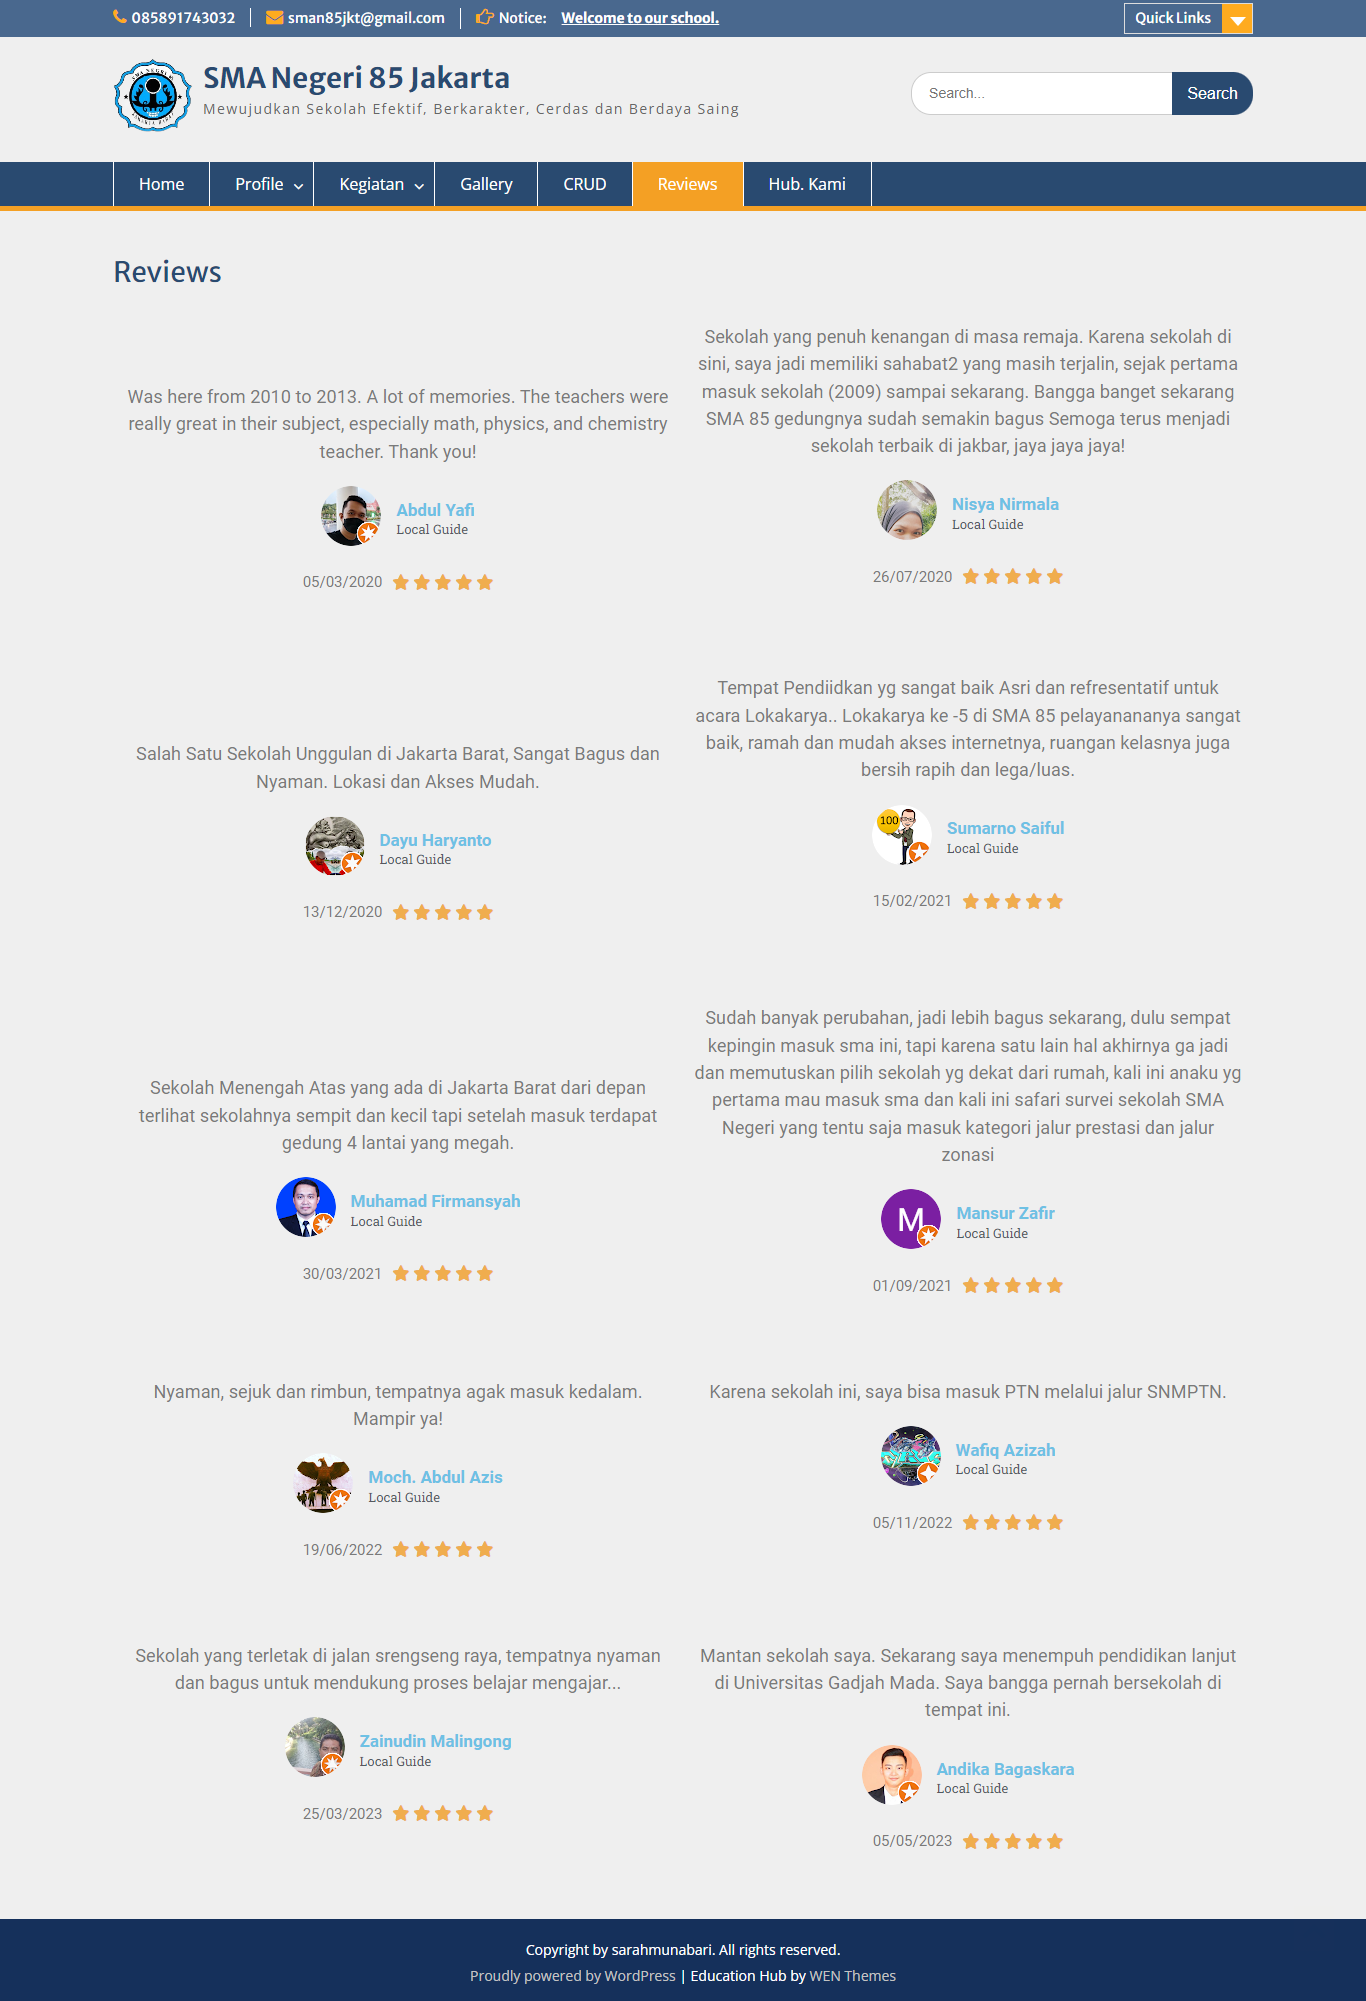 085891743032
sman85jkt@gmail.com
Notice:
Welcome to our school.
Quick Links
SMA Negeri 85 Jakarta
Mewujudkan Sekolah Efektif, Berkarakter, Cerdas dan Berdaya Saing
Search...
Search
Home
Profile
Kegiatan
Gallery
CRUD
Reviews
Hub. Kami
Reviews
Was here from 2010 to 2013. A lot of memories. The teachers were
really great in their subject, especially math, physics, and chemistry
teacher. Thank you!
Abdul Yafi
Local Guide
05/03/2020
Sekolah yang penuh kenangan di masa remaja. Karena sekolah di
sini, saya jadi memiliki sahabat2 yang masih terjalin, sejak pertama
masuk sekolah (2009) sampai sekarang. Bangga banget sekarang
SMA 85 gedungnya sudah semakin bagus Semoga terus menjadi
sekolah terbaik di jakbar, jaya jaya jaya!
Nisya Nirmala
Local Guide
26/07/2020
Salah Satu Sekolah Unggulan di Jakarta Barat, Sangat Bagus dan
Nyaman. Lokasi dan Akses Mudah.
Dayu Haryanto
Local Guide
13/12/2020
Tempat Pendiidkan yg sangat baik Asri dan refresentatif untuk
acara Lokakarya.. Lokakarya ke -5 di SMA 85 pelayanananya sangat
baik, ramah dan mudah akses internetnya, ruangan kelasnya juga
bersih rapih dan lega/luas.
100
Sumarno Saiful
Local Guide
15/02/2021
Sekolah Menengah Atas yang ada di Jakarta Barat dari depan
terlihat sekolahnya sempit dan kecil tapi setelah masuk terdapat
gedung 4 lantai yang megah.
Muhamad Firmansyah
Local Guide
30/03/2021
Sudah banyak perubahan, jadi lebih bagus sekarang, dulu sempat
kepingin masuk sma ini, tapi karena satu lain hal akhirnya ga jadi
dan memutuskan pilih sekolah yg dekat dari rumah, kali ini anaku yg
pertama mau masuk sma dan kali ini safari survei sekolah SMA
Negeri yang tentu saja masuk kategori jalur prestasi dan jalur
zonasi
M
Mansur Zafir
Local Guide
01/09/2021
Nyaman, sejuk dan rimbun, tempatnya agak masuk kedalam.
Mampir ya!
Moch. Abdul Azis
Local Guide
19/06/2022
Karena sekolah ini, saya bisa masuk PTN melalui jalur SNMPTN.
Wafiq Azizah
Local Guide
05/11/2022
Sekolah yang terletak di jalan srengseng raya, tempatnya nyaman
dan bagus untuk mendukung proses belajar mengajar...
Zainudin Malingong
Local Guide
25/03/2023
Mantan sekolah saya. Sekarang saya menempuh pendidikan lanjut
di Universitas Gadjah Mada. Saya bangga pernah bersekolah di
tempat ini.
Andika Bagaskara
Local Guide
05/05/2023
Copyright by sarahmunabari. All rights reserved.
Proudly powered by WordPress | Education Hub by WEN Themes